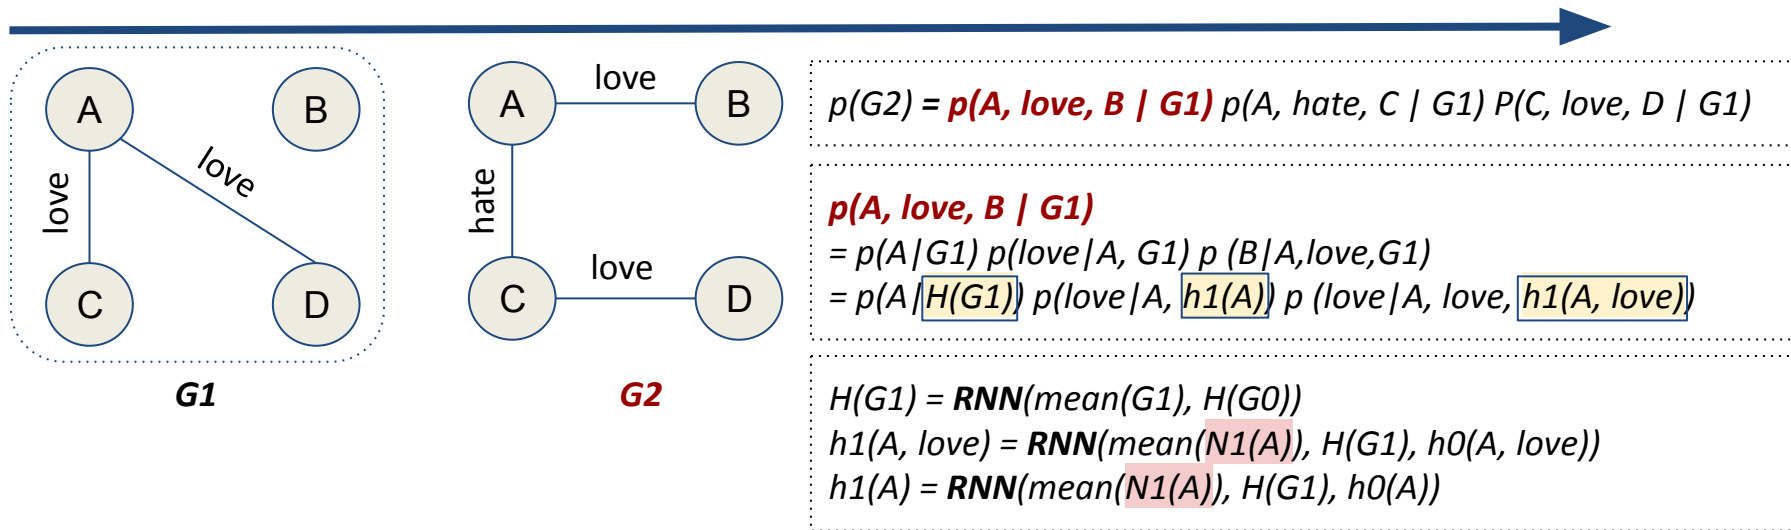 A
B
love
love
C
D
G1
A
love
B
hate
C
love
D
G2
p(G2) = p(A, love, B | G1) p(A, hate, C | G1) P(C, love, D | G1)
p(A, love, B | G1)
= p(A|G1) p(love|A, G1) p (B|A,love,G1)
= p(A|H(G1)) p(love|A, h1(A)) p (love|A, love, h1(A, love))
H(G1) = RNN(mean(G1), H(G0))
h1(A, love) = RNN(mean(N1(A)), H(G1), h0(A, love))
h1(A) = RNN(mean(N1(A)), H(G1), h0(A))